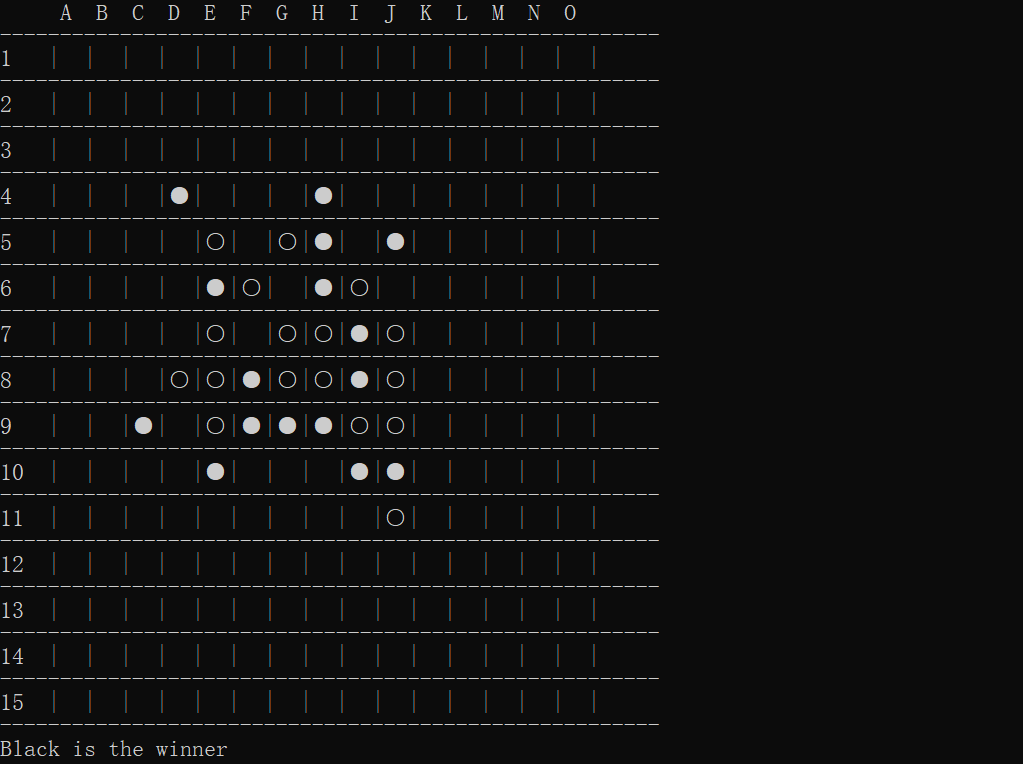 A B C D E F G H I J K L M N O
1 | | | | | | | | | | | | | | | |
2 | | | | | | | | | | | | | | | |
3 | | | | | | | | | | | | | | | |
4 | | | |●| | | |●| | | | | | | |
5 | | | | |○| |○|●| |●| | | | | |
6 | | | | |●|○| |●|○| | | | | | |
7 | | | | |○| |○|○|●|○| | | | | |
8 | | | |○|○|●|○|○|●|○| | | | | |
9 | | |●| |○|●|●|●|○|○| | | | | |
10 | | | | |●| | | |●|●| | | | | |
11 | | | | | | | | | |○| | | | | |
12 | | | | | | | | | | | | | | | |
13 | | | | | | | | | | | | | | | |
14 | | | | | | | | | | | | | | | |
15 | | | | | | | | | | | | | | | |
Black is the winner